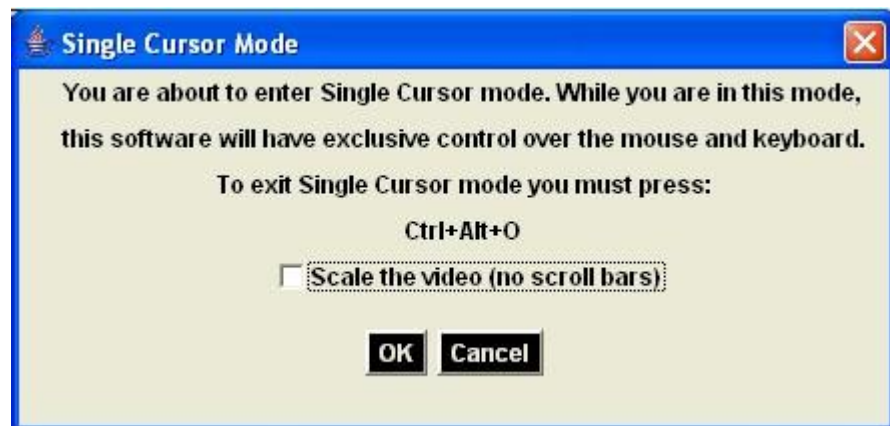 Single Cursor Mode
You are about to enter Single Cursor mode. While you are in this mode,
this software will have exclusive control over the mouse and keyboard.
To exit Single Cursor mode you must press:
Ctrl+Alt+O
Scale the video (no scroll bars)
OK Cancel